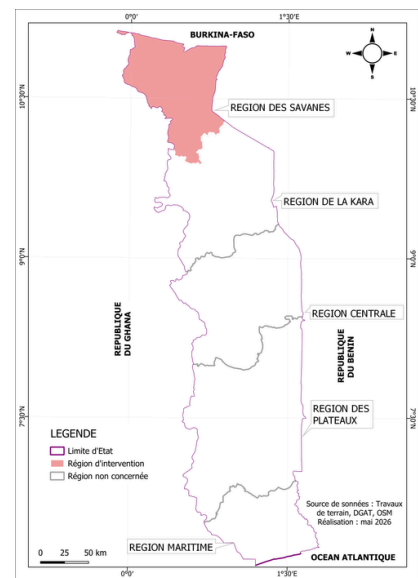 0°0' 1°30'E
BURKINA-FASO
N
W E
S
10°30'N
10°30'N
REGION DES SAVANES
REGION DE LA KARA
9°0'N
9°0'N
REPUBLIQUE
DU GHANA
REGION CENTRALE
REPUBLIQUE
DU BENIN
REGION DES
PLATEAUX
7°30'N
7°30'N
LEGENDE
Limite d'Etat
Région d'intervention
Région non concernée
Source de données : Travaux
de terrain, DGAT, OSM
Réalisation : mai 2026
REGION MARITIME
0 25 50 km
OCEAN ATLANTIQUE
0°0' 1°30'E